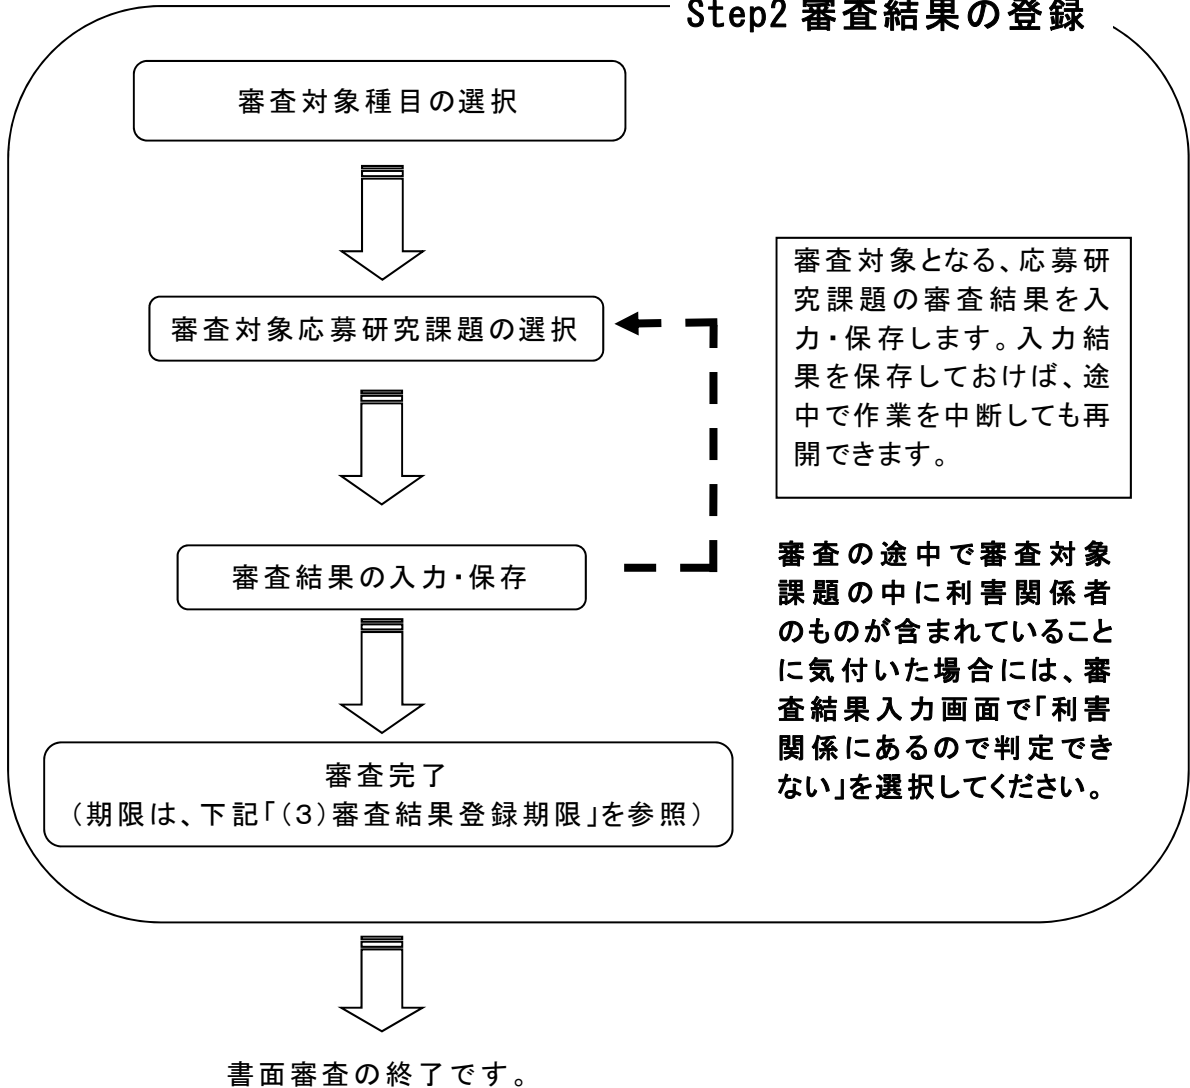 Step2 審査結果の登録
審査対象種目の選択
審査対象応募研究課題の選択
審査結果の入力・保存
審査完了
（期限は、下記「（3）審査結果登録期限」を参照）
審査対象となる、応募研
究課題の審査結果を入
力・保存します。入力結
果を保存しておけば、途
中で作業を中断しても再
開できます。
審査の途中で審査対象
課題の中に利害関係者
のものが含まれていること
に気付いた場合には、審
査結果入力画面で「利害
関係にあるので判定でき
ない」を選択してください。
書面審査の終了です。